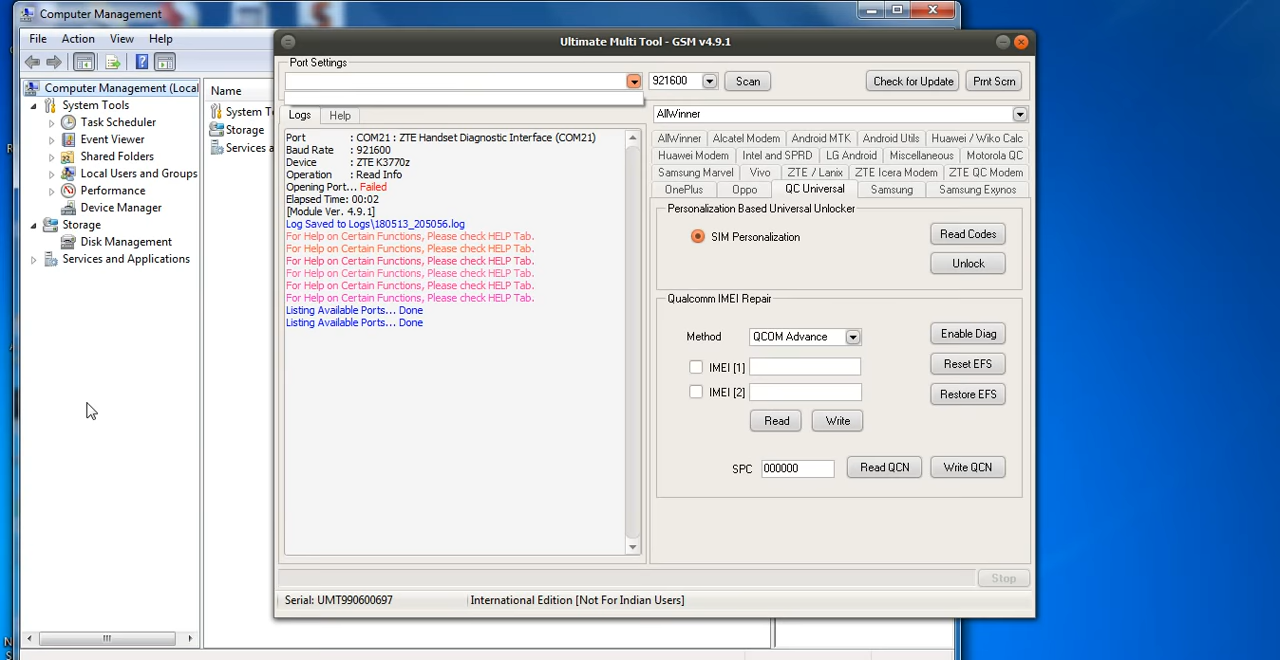 Computer Management
File Action View Help
Computer Management (Local
System Tools
Task Scheduler
Event Viewer
Shared Folders
Local Users and Groups
Performance
Device Manager
Storage
Disk Management
Services and Applications
Name
System T
Storage
Services a
Ultimate Multi Tool - GSM v4.9.1
Port Settings
921600
Scan
Check for Update
Prnt Scrn
Logs
Help
Port : COM21 : ZTE Handset Diagnostic Interface (COM21)
Baud Rate : 921600
Device : ZTE K3770z
Operation : Read Info
Opening Port... Failed
Elapsed Time: 00:02
[Module Ver. 4.9.1]
Log Saved to Logs\180513_205056.log
For Help on Certain Functions, Please check HELP Tab.
For Help on Certain Functions, Please check HELP Tab.
For Help on Certain Functions, Please check HELP Tab.
For Help on Certain Functions, Please check HELP Tab.
For Help on Certain Functions, Please check HELP Tab.
For Help on Certain Functions, Please check HELP Tab.
Listing Available Ports... Done
Listing Available Ports... Done
AllWinner
AllWinner Alcatel Modem Android MTK Android Utils Huawei / Wiko Calc
Huawei Modem Intel and SPRD LG Android Miscellaneous Motorola QC
Samsung Marvel Vivo ZTE / Lanix ZTE Icera Modem ZTE QC Modem
OnePlus Oppo QC Universal Samsung Samsung Exynos
Personalization Based Universal Unlocker
SIM Personalization
Read Codes
Unlock
Qualcomm IMEI Repair
Method QCOM Advance Enable Diag
IMEI [1] Reset EFS
IMEI [2] Restore EFS
Read Write
SPC 000000 Read QCN Write QCN
Stop
Serial: UMT990600697 International Edition [Not For Indian Users]